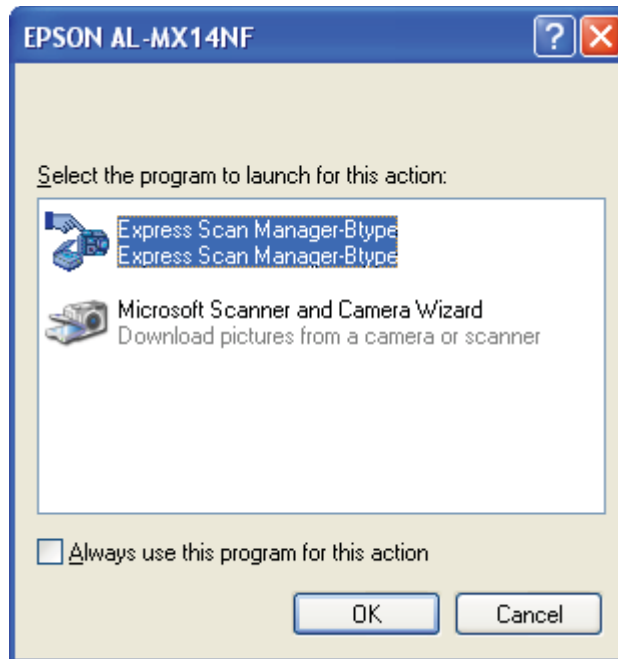 EPSON AL-MX14NF
Select the program to launch for this action:
Express Scan Manager-Btype
Express Scan Manager-Btype
Microsoft Scanner and Camera Wizard
Download pictures from a camera or scanner
Always use this program for this action
OK Cancel